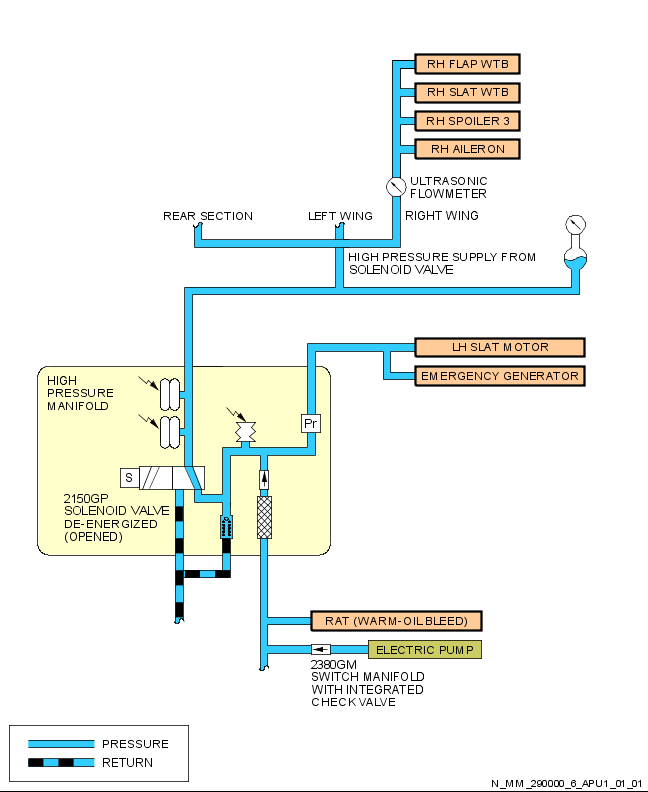 RH FLAP WTB
RH SLAT WTB
RH SPOILER 3
RH AILERON
ULTRASONIC
FLOWMETER
REAR SECTION
LEFT WING
RIGHT WING
HIGH PRESSURE SUPPLY FROM
SOLENOID VALVE
LH SLAT MOTOR
EMERGENCY GENERATOR
HIGH
PRESSURE
MANIFOLD
Pr
S
2150GP
SOLENOID VALVE
DE-ENERGIZED
(OPENED)
RAT (WARM-OIL BLEED)
ELECTRIC PUMP
2380GM
SWITCH MANIFOLD
WITH INTEGRATED
CHECK VALVE
PRESSURE
RETURN
N_MM_290000_6_APU1_01_01